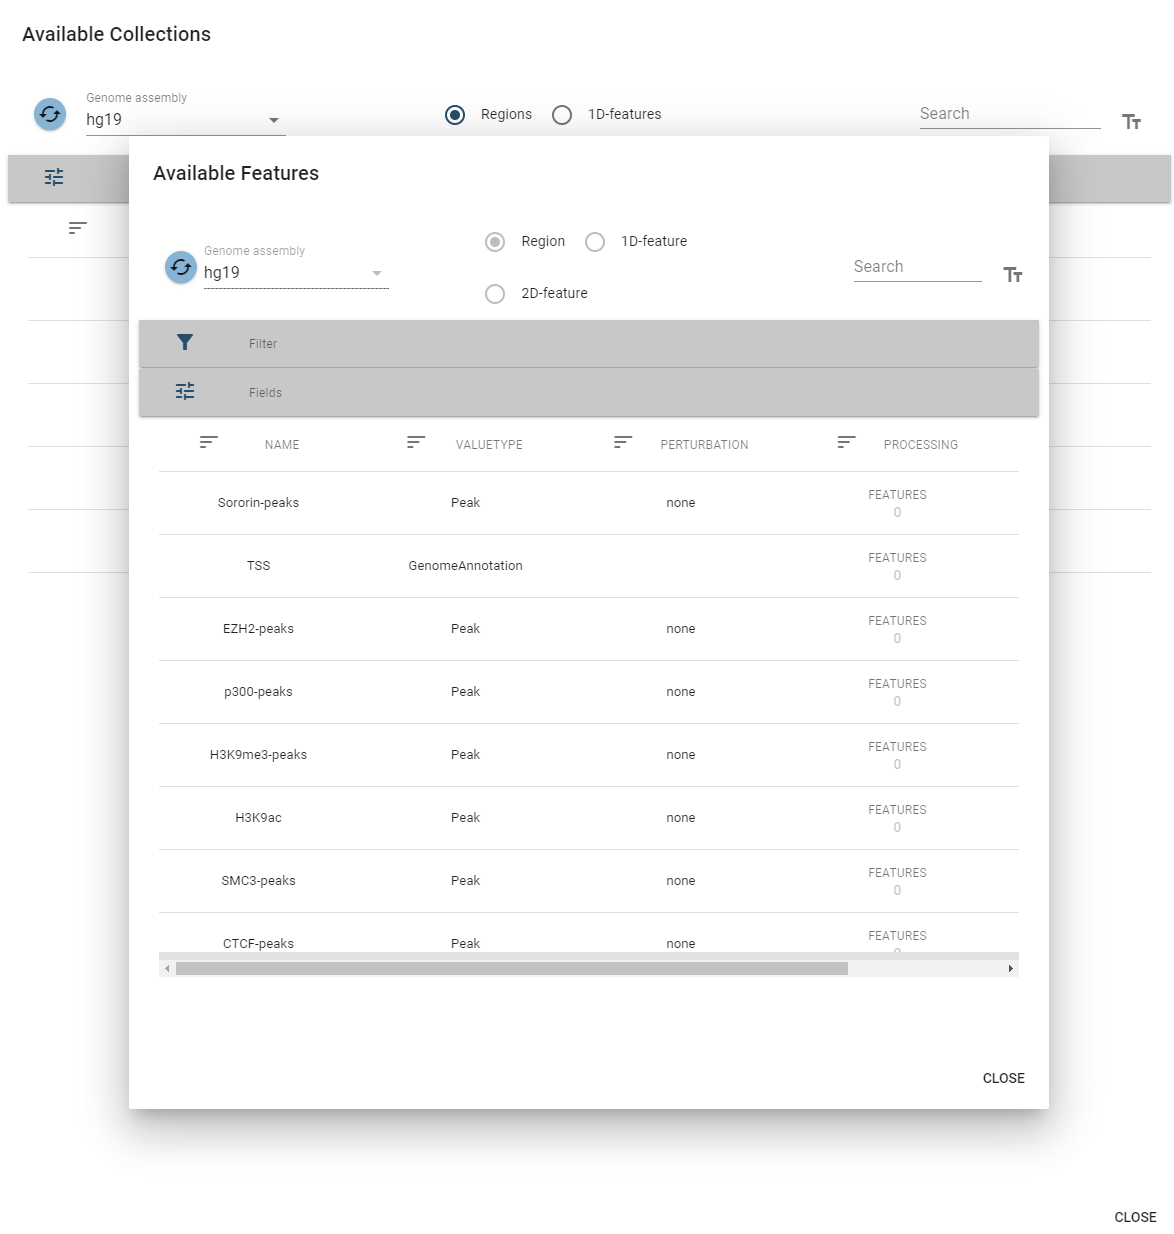 Available Collections
Genome assembly
hg19
Regions
1D-features
Search
Available Features
Genome assembly
hg19
Region
1D-feature
2D-feature
Search
Filter
Fields
NAME VALUETYPE PERTURBATION PROCESSING
Sororin-peaks Peak none FEATURES
0
TSS GenomeAnnotation FEATURES
0
EZH2-peaks Peak none FEATURES
0
p300-peaks Peak none FEATURES
0
H3K9me3-peaks Peak none FEATURES
0
H3K9ac Peak none FEATURES
0
SMC3-peaks Peak none FEATURES
0
CTCF-peaks Peak none FEATURES
CLOSE
CLOSE